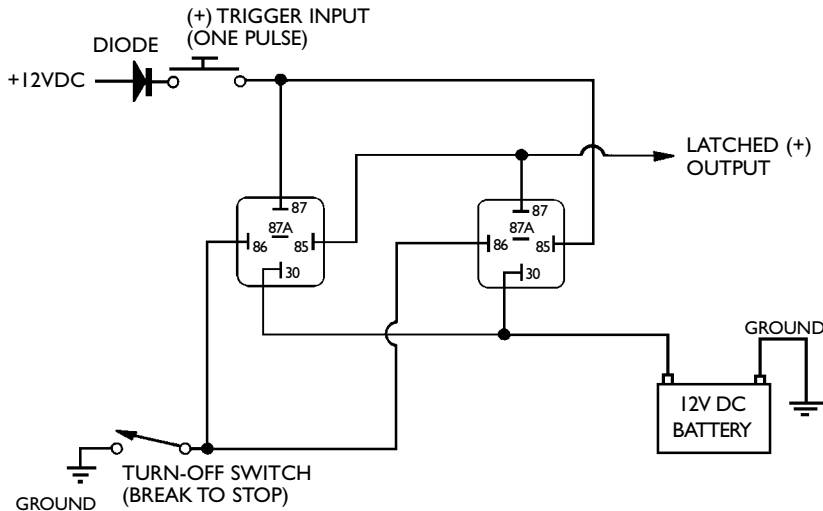 (+) TRIGGER INPUT
(ONE PULSE)
DIODE
+12VDC
LATCHED (+)
OUTPUT
87
87A
86
85
30
87
87A
86
85
30
GROUND
12V DC
BATTERY
TURN-OFF SWITCH
(BREAK TO STOP)
GROUND